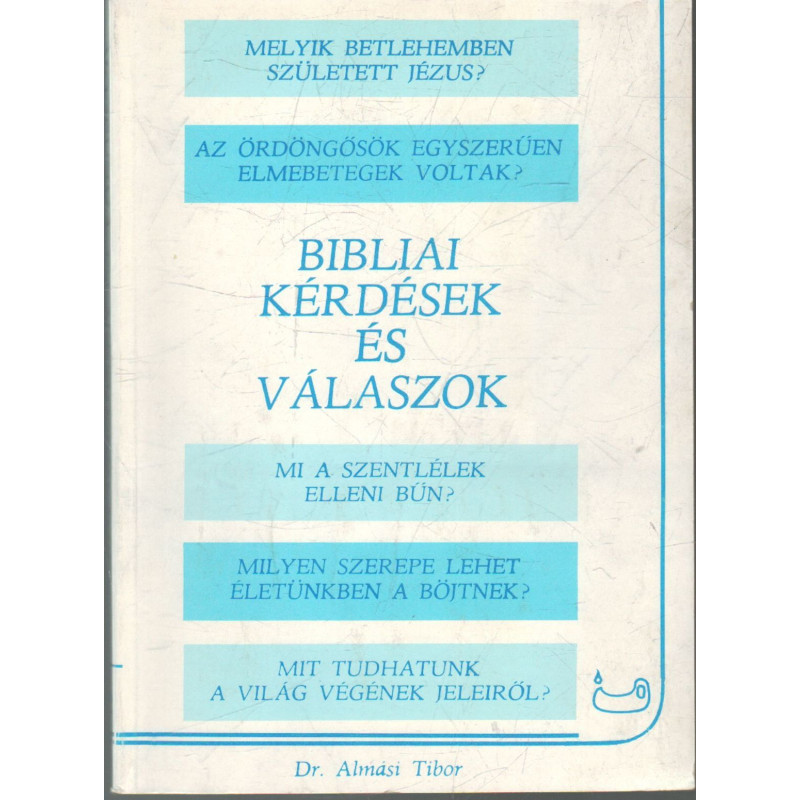 MELYIK BETLEHEMBEN
SZÜLETETT JÉZUS?
AZ ÖRDÖNGŐSÖK EGYSZERŰEN
ELMEBETEGEK VOLTAK?
BIBLIAI
KÉRDÉSEK
ÉS
VÁLASZOK
MI A SZENTLÉLEK
ELLENI BŰN?
MILYEN SZEREPE LEHET
ÉLETÜNKBEN A BÖJTNEK?
MIT TUDHATUNK
A VILÁG VÉGÉNEK JELEIRŐL?
Dr. Almási Tibor